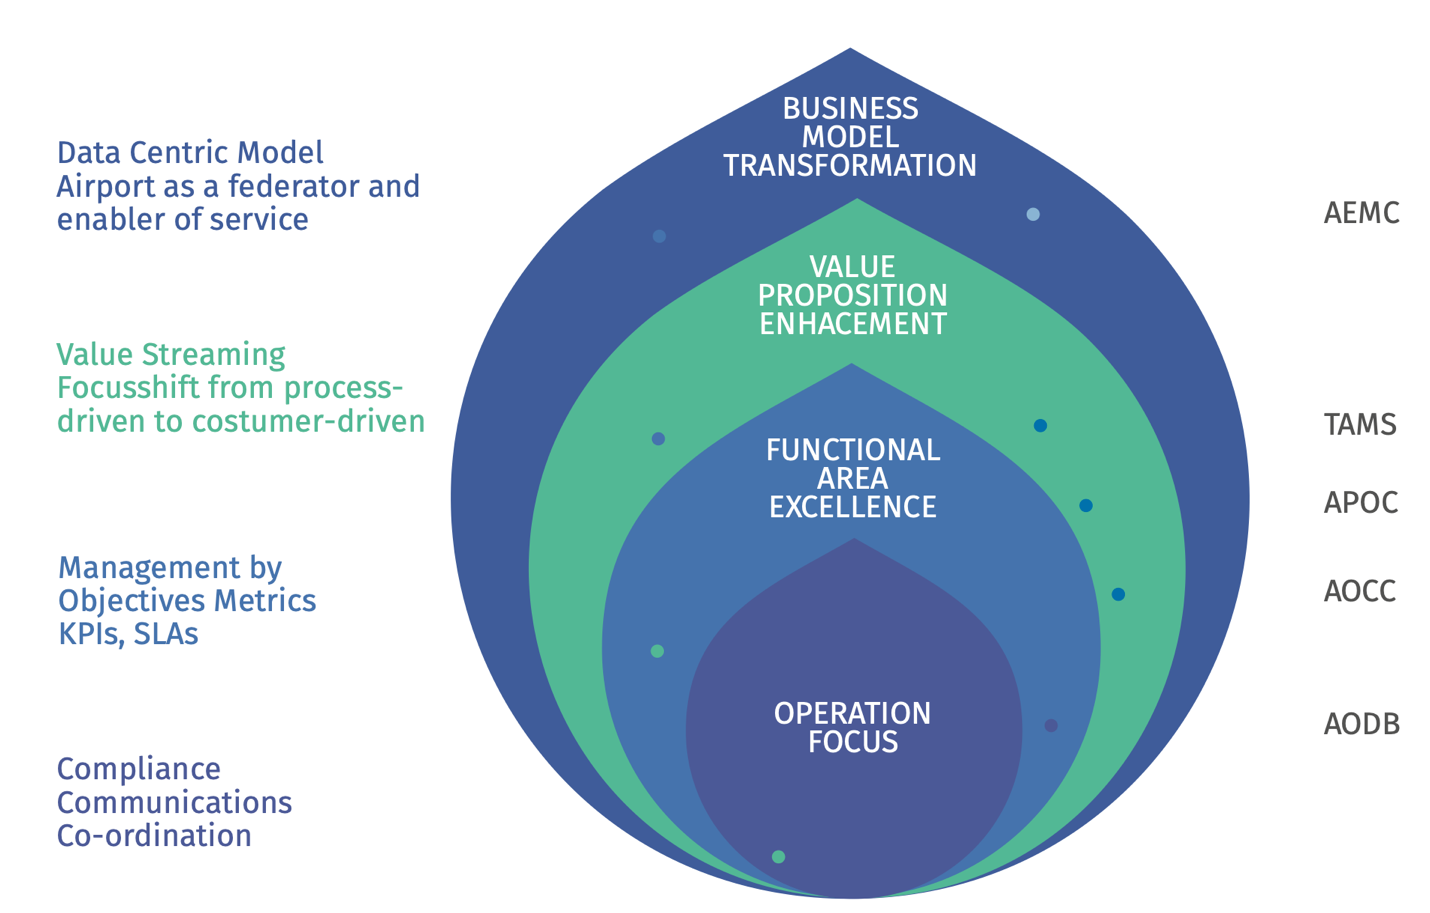 BUSINESS
MODEL
TRANSFORMATION
Data Centric Model
Airport as a federator and
enabler of service
AEMC
VALUE
PROPOSITION
ENHACEMENT
Value Streaming
Focusshift from process-
driven to costumer-driven
TAMS
FUNCTIONAL
AREA
EXCELLENCE
APOC
Management by
Objectives Metrics
KPIs, SLAs
AOCC
OPERATION
FOCUS
AODB
Compliance
Communications
Co-ordination